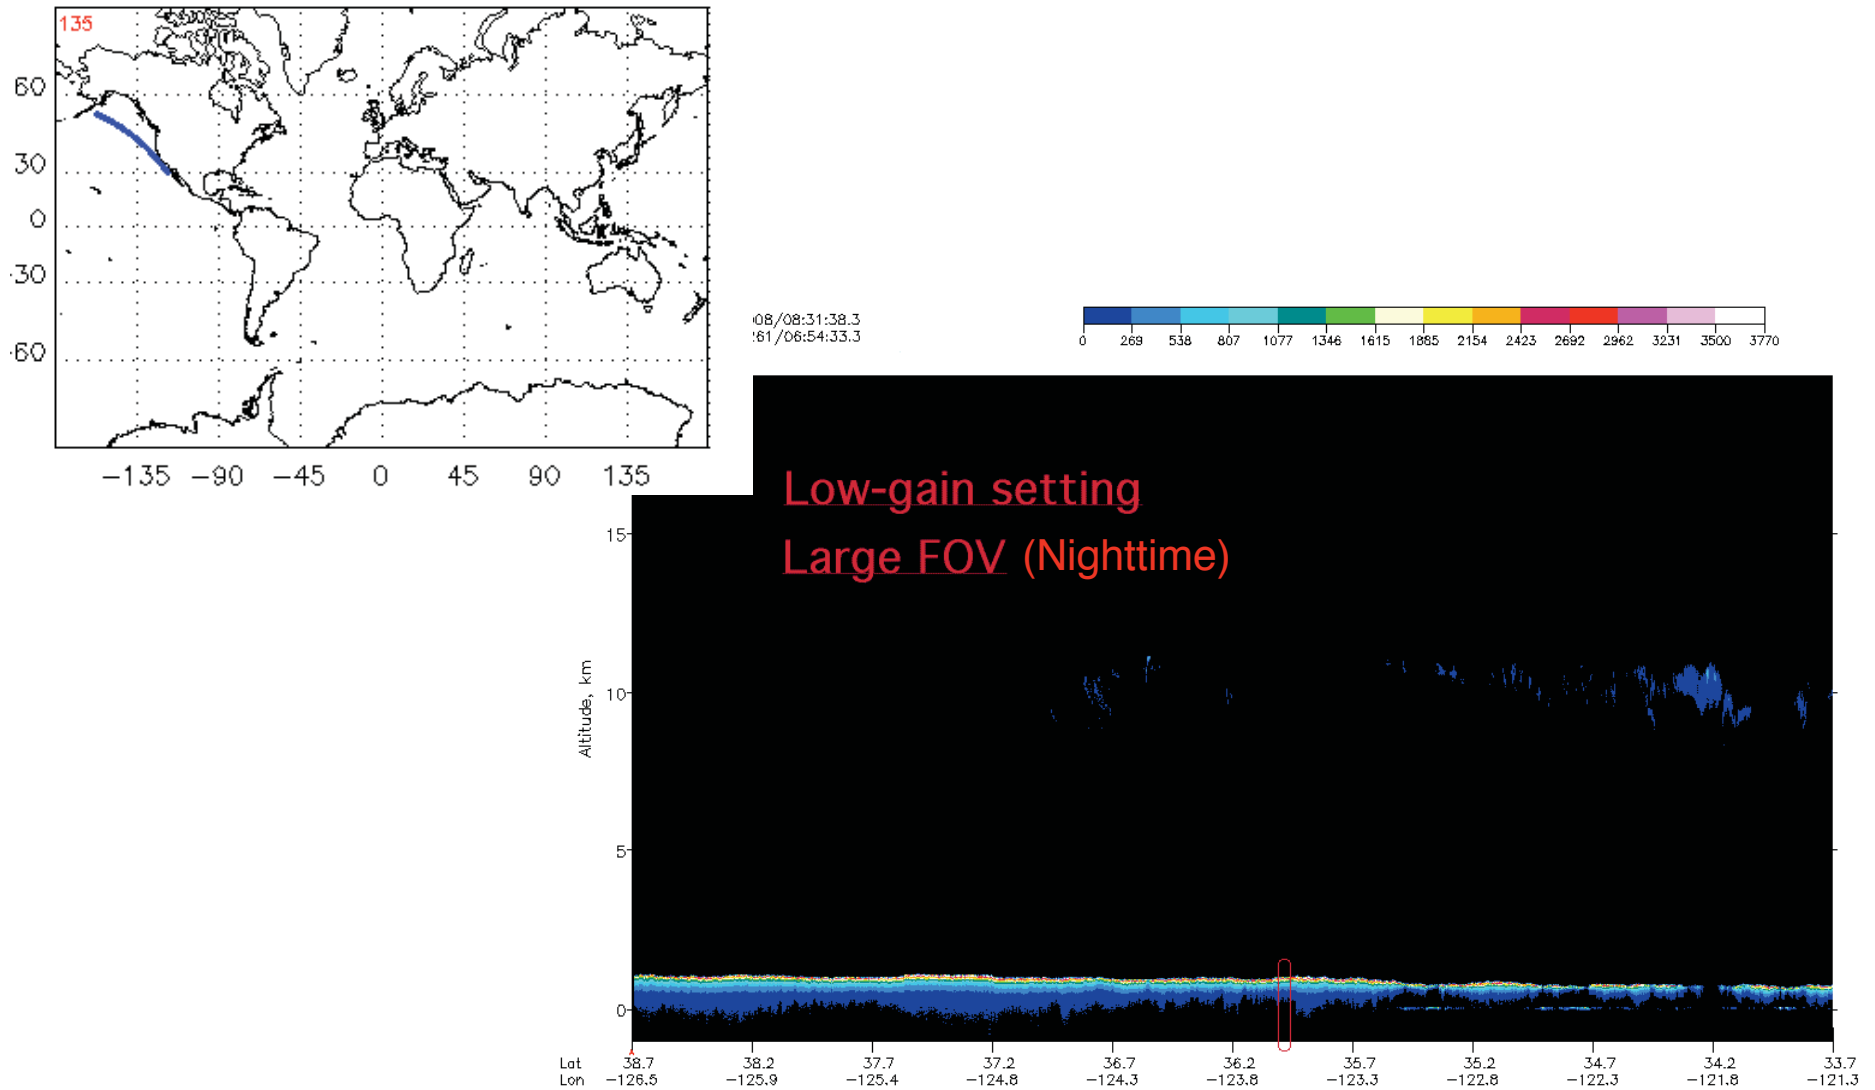 135
60
30
0
-30
-60
-135 -90 -45 0 45 90 135
008/08:31:38.3
261/06:54:33.3
0 269 538 807 1077 1346 1615 1885 2154 2423 2692 2962 3231 3500 3770
Low-gain setting
Large FOV (Nighttime)
Altitude, km
15
10
5
0
Lat 38.7 38.2 37.7 37.2 36.7 36.2 35.7 35.2 34.7 34.2 33.7
Lon -126.5 -125.9 -125.4 -124.8 -124.3 -123.8 -123.3 -122.8 -122.3 -121.8 -121.3